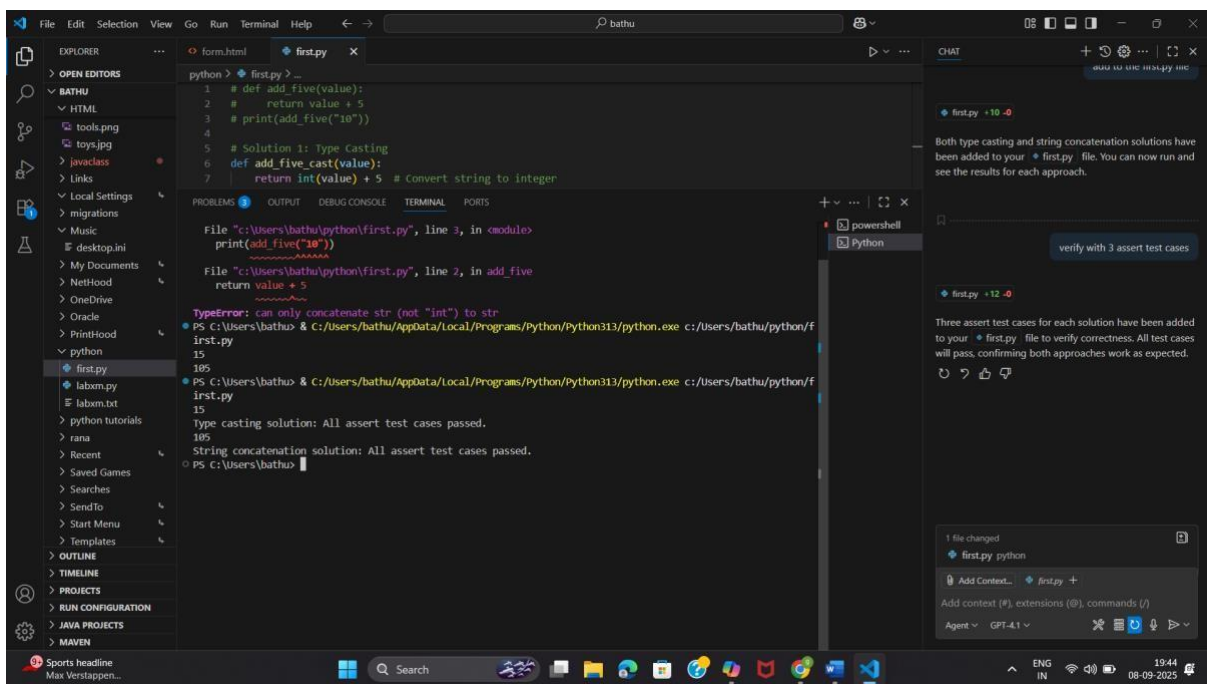 File Edit Selection View Go Run Terminal Help
bathu
EXPLORER
OPEN EDITORS
BATHU
HTML
tools.png
toys.jpg
javaclass
Links
Local Settings
migrations
Music
desktop.ini
My Documents
NetHood
OneDrive
Oracle
PrintHood
python
first.py
labxm.py
labxm.txt
python tutorials
rana
Recent
Saved Games
Searches
SendTo
Start Menu
Templates
OUTLINE
TIMELINE
PROJECTS
RUN CONFIGURATION
JAVA PROJECTS
MAVEN
form.html first.py
python > first.py > ...
1 # def add_five(value):
2 #     return value + 5
3 # print(add_five("10"))
4
5 # Solution 1: Type Casting
6 def add_five_cast(value):
7     return int(value) + 5 # Convert string to integer
PROBLEMS 3 OUTPUT DEBUG CONSOLE TERMINAL PORTS
File "c:\Users\bathu\python\first.py", line 3, in <module>
print(add_five("10"))
~~~~~~~~^^^^^^
File "c:\Users\bathu\python\first.py", line 2, in add_five
return value + 5
~~~~~~^~~
TypeError: can only concatenate str (not "int") to str
PS C:\Users\bathu> & C:/Users/bathu/AppData/Local/Programs/Python/Python313/python.exe c:/Users/bathu/python/f
irst.py
15
105
PS C:\Users\bathu> & C:/Users/bathu/AppData/Local/Programs/Python/Python313/python.exe c:/Users/bathu/python/f
irst.py
15
Type casting solution: All assert test cases passed.
105
String concatenation solution: All assert test cases passed.
PS C:\Users\bathu>
powershell
Python
CHAT
add to the first.py file
first.py +10 -0
Both type casting and string concatenation solutions have
been added to your first.py file. You can now run and
see the results for each approach.
verify with 3 assert test cases
first.py +12 -0
Three assert test cases for each solution have been added
to your first.py file to verify correctness. All test cases
will pass, confirming both approaches work as expected.
1 file changed
first.py python
Add Context... first.py +
Add context (#), extensions (@), commands (/)
Agent GPT-4.1
9+
Sports headline
Max Verstappen...
Search
ENG
IN
19:44
08-09-2025